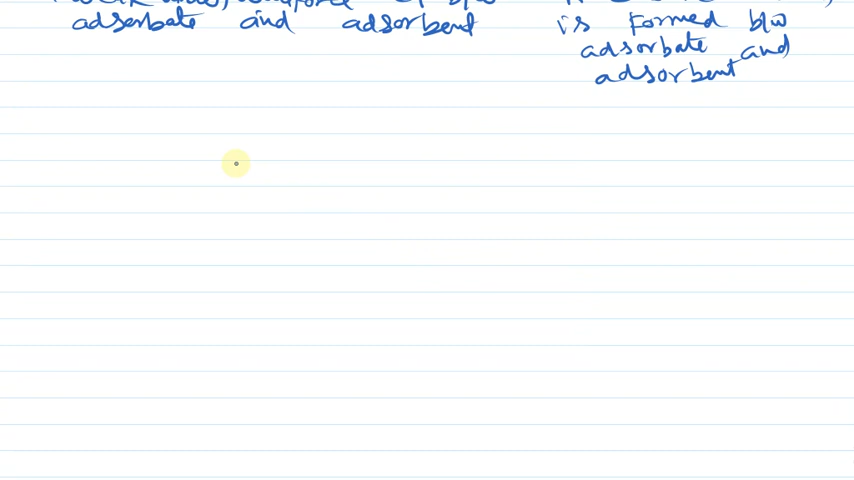 adsorbate and adsorbent is formed b/w
adsorbate and
adsorbent